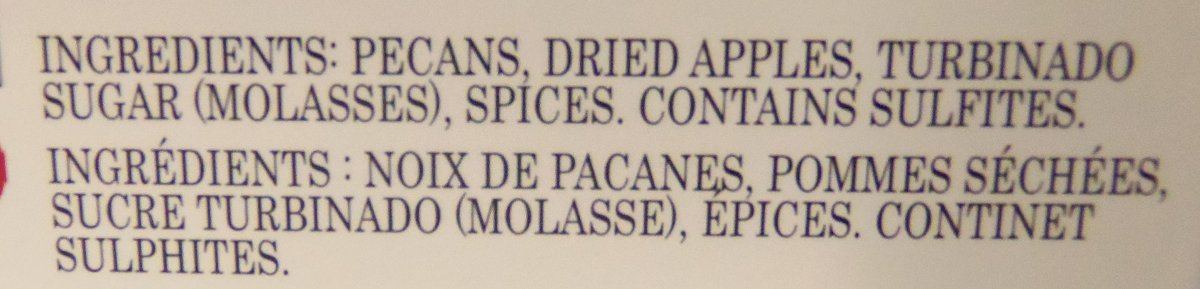 INGREDIENTS: PECANS, DRIED APPLES, TURBINADO
SUGAR (MOLASSES), SPICES. CONTAINS SULFITES.
INGRÉDIENTS : NOIX DE PACANES, POMMES SÉCHÉES,
SUCRE TURBINADO (MOLASSE), ÉPICES. CONTINET
SULPHITES.